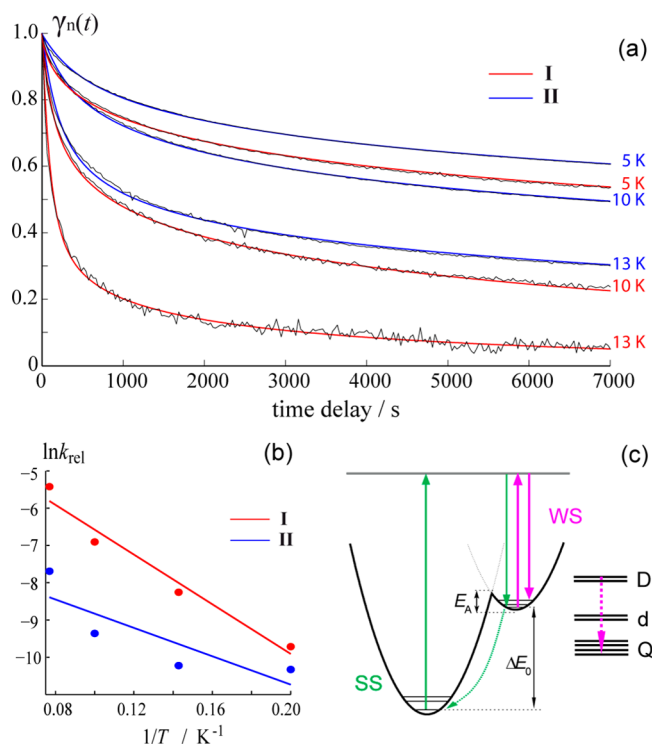 γn(t)
(a)
1.0
0.8
0.6
0.4
0.2
0
I
II
5 K
5 K
10 K
13 K
10 K
13 K
0 1000 2000 3000 4000 5000 6000 7000
time delay / s
lnkrel
(b)
−5
−6
−7
−8
−9
−10
I
II
0.08 0.12 0.16 0.20
1/T / K−1
(c)
WS
EA
SS
ΔE0
D
d
Q